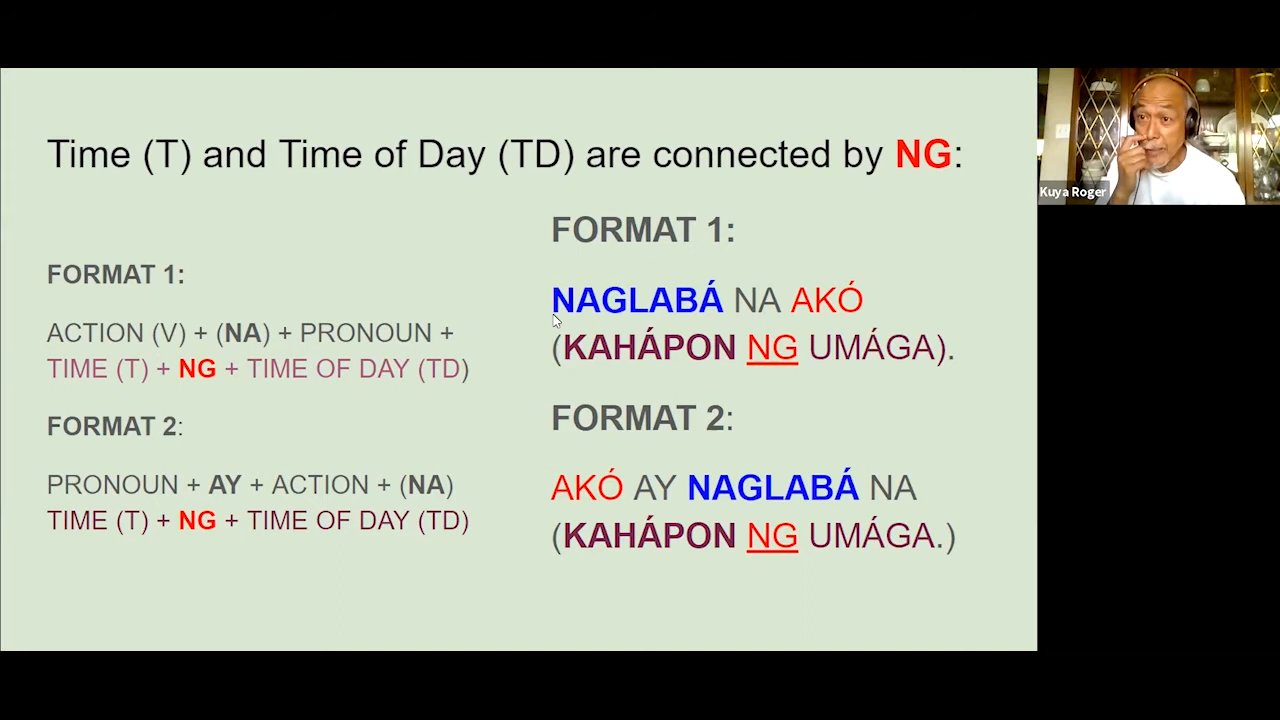 Time (T) and Time of Day (TD) are connected by NG:
FORMAT 1:
ACTION (V) + (NA) + PRONOUN +
TIME (T) + NG + TIME OF DAY (TD)
FORMAT 2:
PRONOUN + AY + ACTION + (NA)
TIME (T) + NG + TIME OF DAY (TD)
FORMAT 1:
NAGLABÁ NA AKÓ
(KAHÁPON NG UMÁGA).
FORMAT 2:
AKÓ AY NAGLABÁ NA
(KAHÁPON NG UMÁGA.)
Kuya Roger